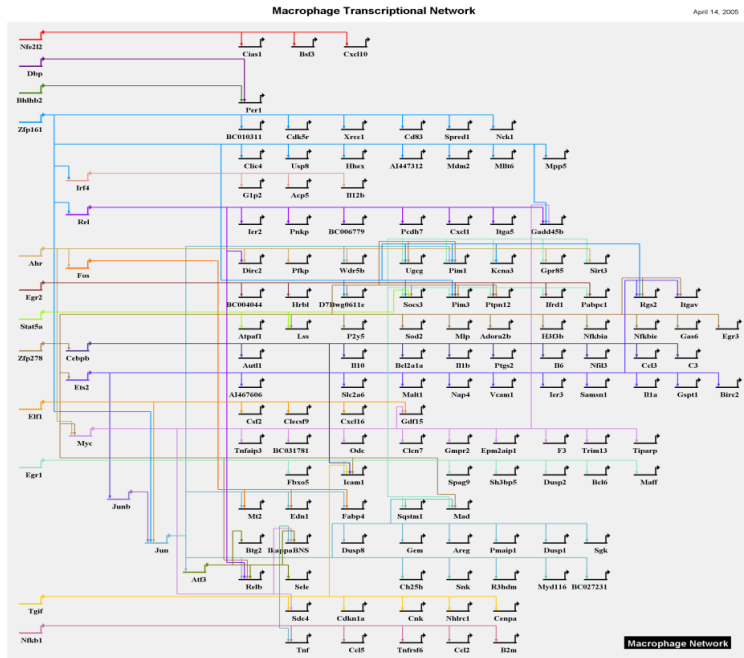 Macrophage Transcriptional Network
April 14, 2005
Nfe2l2
Cias1 Bsf3 Cxcl10
Dbp
Bhlhb2
Per1
Zfp161
BC010311 Cdk5r Xrcc1 Cd83 Spred1 Nck1
Clic4 Usp8 Hhex AI447312 Mdm2 Mllt6 Mpp5
Irf4
G1p2 Acp5 Il12b
Rel
Ier2 Pnkp BC006779 Pcdh7 Cxcl1 Itga5 Gadd45b
Ahr
Fos
Dirc2 Pfkp Wdr5b Ugcg Pim1 Kcna3 Gpr85 Sirt3
Egr2
BC004044 Hrbl D7Bwg0611e Socs3 Pim3 Ptpn12 Ifrd1 Pabpc1 Rgs2 Itgav
Stat5a
Atpaf1 Lss P2y5 Sod2 Mlp Adora2b H3f3b Nfkbia Nfkbie Gas6 Egr3
Zfp278
Cebpb
Autl1 Il10 Bcl2a1a Il1b Ptgs2 Il6 Nfil3 Ccl3 C3
Ets2
AI467606 Slc2a6 Malt1 Nap4 Vcam1 Ier3 Samsn1 Il1a Gspt1 Birc2
Elf1
Csf2 Clecsf9 Cxcl16 Gdf15
Myc
Tnfaip3 BC031781 Odc Clcn7 Gmpr2 Epm2aip1 F3 Trim13 Tiparp
Egr1
Fbxo5 Icam1 Spag9 Sh3bp5 Dusp2 Bcl6 Maff
Junb
Mt2 Edn1 Fabp4 Sqstm1 Mad
Jun
Btg2 IkappaBNS Dusp8 Gem Areg Pmaip1 Dusp1 Sgk
Atf3
Relb Sele Ch25h Snk R3hdm Myd116 BC027231
Tgif
Sdc4 Cdkn1a Cnk Nhlrc1 Cenpa
Nfkb1
Tnf Ccl5 Tnfrsf6 Ccl2 B2m
Macrophage Network